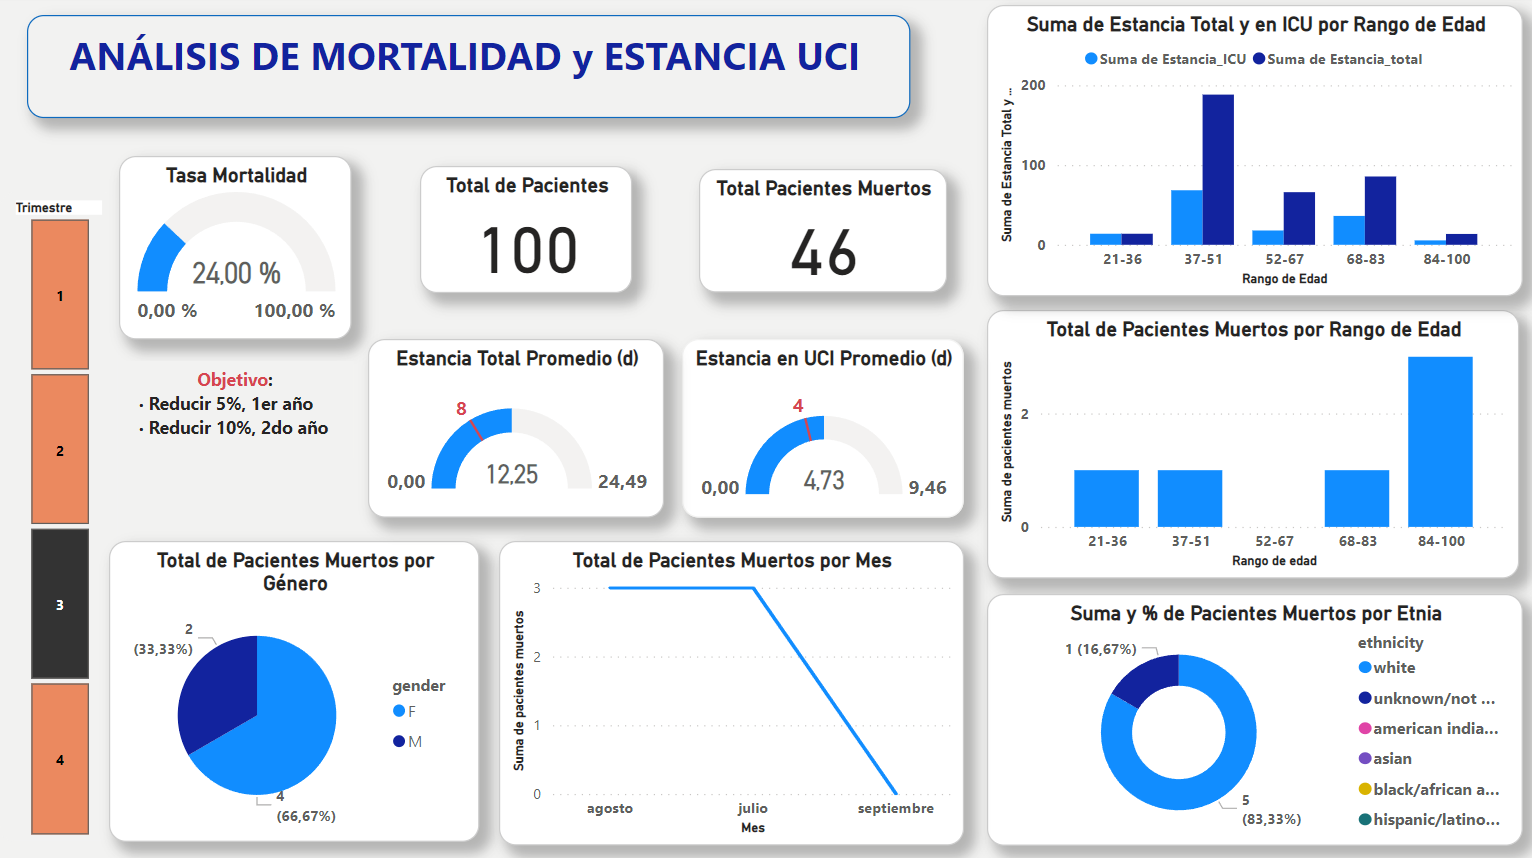 ANÁLISIS DE MORTALIDAD y ESTANCIA UCI
Trimestre
1
2
3
4
Tasa Mortalidad
24,00 %
0,00 %
100,00 %
Total de Pacientes
100
Total Pacientes Muertos
46
Objetivo:
· Reducir 5%, 1er año
· Reducir 10%, 2do año
Estancia Total Promedio (d)
8
12,25
0,00
24,49
Estancia en UCI Promedio (d)
4
4,73
0,00
9,46
Total de Pacientes Muertos por
Género
2
(33,33%)
4
(66,67%)
gender
F
M
Total de Pacientes Muertos por Mes
Suma de pacientes muertos
3
2
1
0
agosto
julio
septiembre
Mes
Suma de Estancia Total y en ICU por Rango de Edad
Suma de Estancia_ICU
Suma de Estancia_total
Suma de Estancia Total y ...
200
100
0
21-36
37-51
52-67
68-83
84-100
Rango de Edad
Total de Pacientes Muertos por Rango de Edad
Suma de pacientes muertos
2
0
21-36
37-51
52-67
68-83
84-100
Rango de edad
Suma y % de Pacientes Muertos por Etnia
1 (16,67%)
5
(83,33%)
ethnicity
white
unknown/not ...
american india...
asian
black/african a...
hispanic/latino...